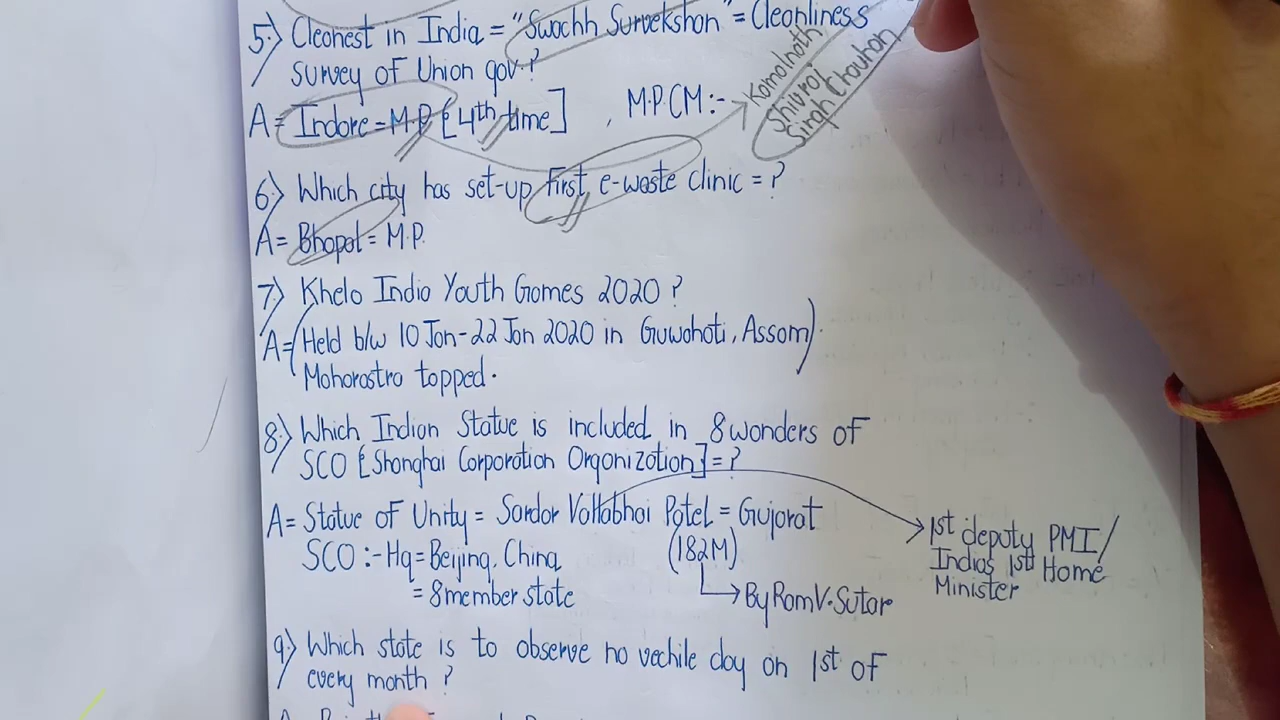 5.) Cleanest in India = "Swachh Survekshan" = Cleanliness
survey of Union gov.?
A = Indore = M.P. [4th time] , M.P.CM :-
Kamalnath
Shivraj
Singh Chouhan
6.) Which city has set-up first e-waste clinic = ?
A = Bhopal = M.P.
7.) Khelo India Youth Games 2020 ?
A = (Held b/w 10 Jan - 22 Jan 2020 in Guwahati, Assam).
Maharastra topped.
8.) Which Indian Statue is included in 8 wonders of
SCO [Shanghai Corporation Organization] = ?
A = Statue of Unity = Sardar Vallabhai Patel = Gujarat
(182M)
By Ram V. Sutar
1st deputy PMI/
India's 1st Home
Minister
SCO :- Hq = Beijing, China
= 8 member state
9.) Which state is to observe no vechile day on 1st of
every month ?